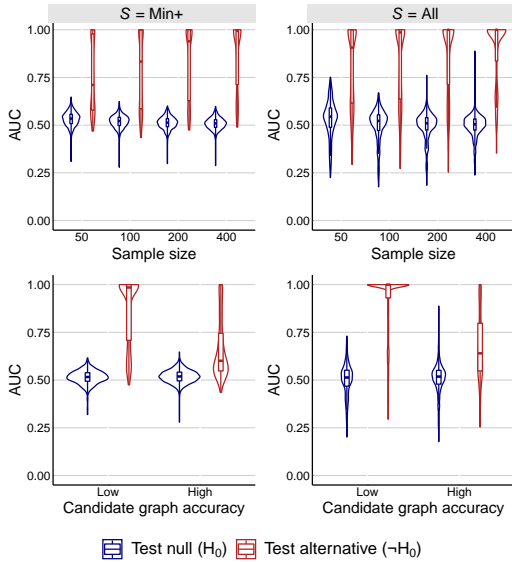 S = Min+
S = All
AUC
1.00
0.75
0.50
0.25
0.00
50 100 200 400
Sample size
AUC
1.00
0.75
0.50
0.25
0.00
50 100 200 400
Sample size
AUC
1.00
0.75
0.50
0.25
0.00
Low High
Candidate graph accuracy
AUC
1.00
0.75
0.50
0.25
0.00
Low High
Candidate graph accuracy
Test null (H₀) Test alternative (¬H₀)